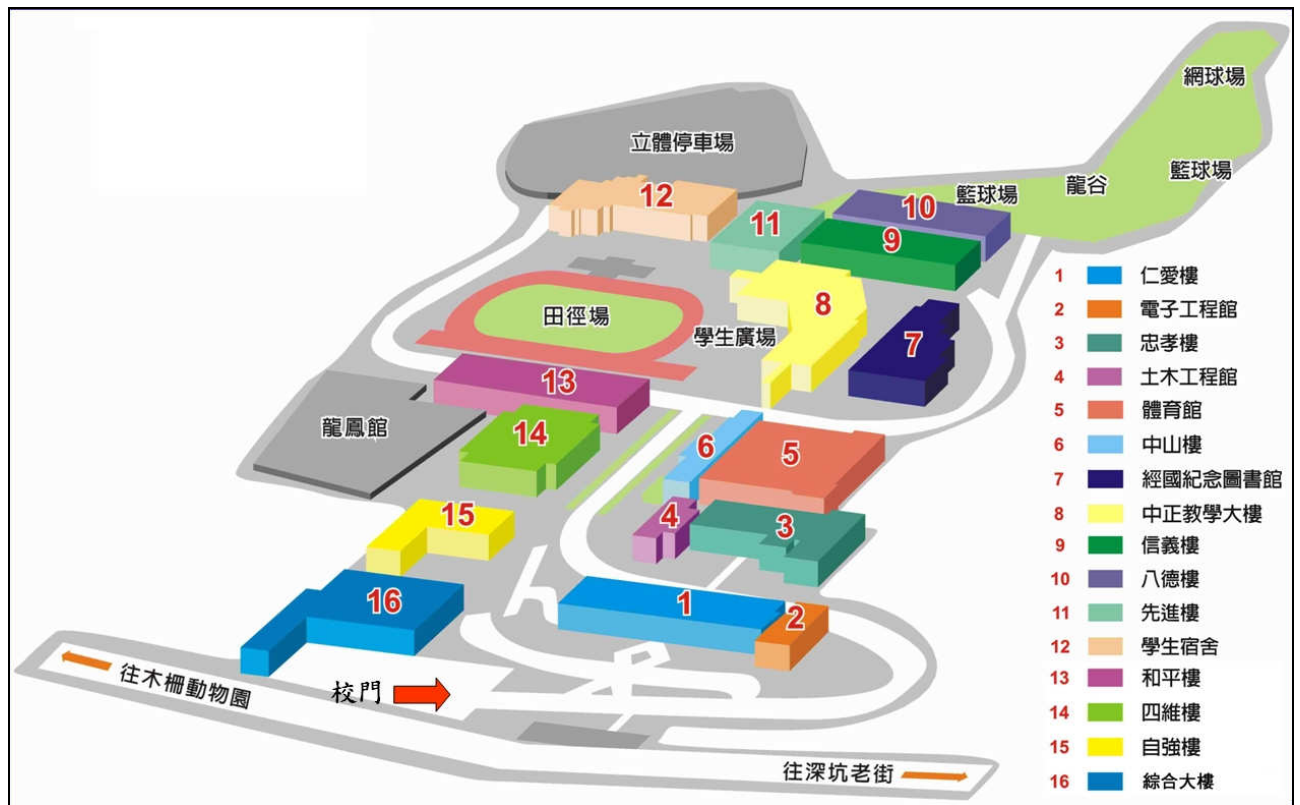 網球場
立體停車場
籃球場
龍谷
籃球場
12
10
11
9
8
田徑場
學生廣場
7
13
龍鳳館
14
6
5
15
4
3
16
1
2
往木柵動物園
校門
往深坑老街
1 仁愛樓
2 電子工程館
3 忠孝樓
4 土木工程館
5 體育館
6 中山樓
7 經國紀念圖書館
8 中正教學大樓
9 信義樓
10 八德樓
11 先進樓
12 學生宿舍
13 和平樓
14 四維樓
15 自強樓
16 綜合大樓